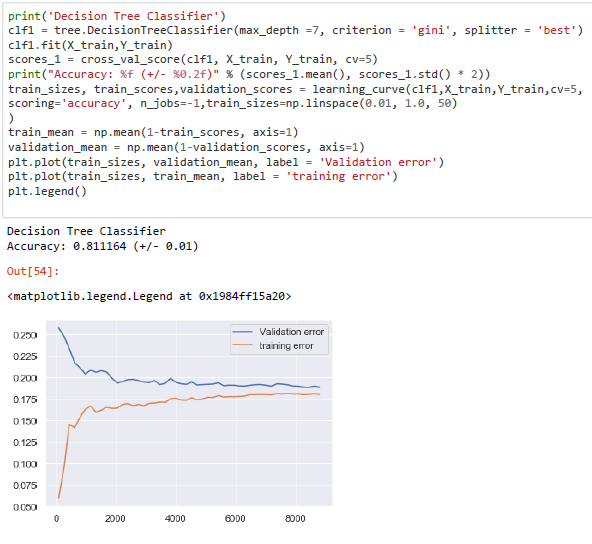 print('Decision Tree Classifier')
clf1 = tree.DecisionTreeClassifier(max_depth =7, criterion = 'gini', splitter = 'best')
clf1.fit(X_train,Y_train)
scores_1 = cross_val_score(clf1, X_train, Y_train, cv=5)
print("Accuracy: %f (+/- %0.2f)" % (scores_1.mean(), scores_1.std() * 2))
train_sizes, train_scores,validation_scores = learning_curve(clf1,X_train,Y_train,cv=5,
scoring='accuracy', n_jobs=-1,train_sizes=np.linspace(0.01, 1.0, 50)
)
train_mean = np.mean(1-train_scores, axis=1)
validation_mean = np.mean(1-validation_scores, axis=1)
plt.plot(train_sizes, validation_mean, label = 'Validation error')
plt.plot(train_sizes, train_mean, label = 'training error')
plt.legend()
Decision Tree Classifier
Accuracy: 0.811164 (+/- 0.01)
Out[54]:
<matplotlib.legend.Legend at 0x1984ff15a20>
Validation error
training error
0.250
0.225
0.200
0.175
0.150
0.125
0.100
0.075
0.050
0 2000 4000 6000 8000